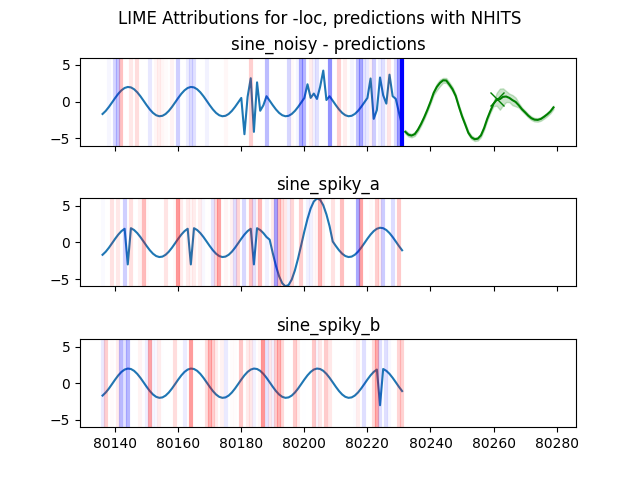 LIME Attributions for -loc, predictions with NHITS
sine_noisy - predictions
5
0
−5
sine_spiky_a
5
0
−5
sine_spiky_b
5
0
−5
80140 80160 80180 80200 80220 80240 80260 80280